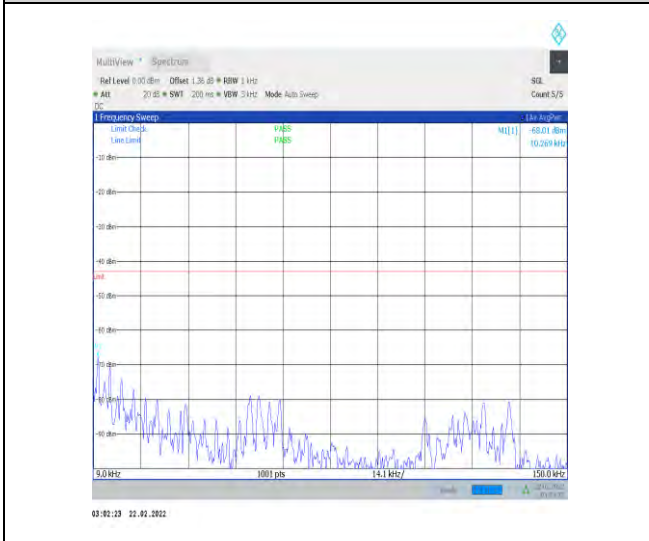 MultiView Spectrum
Ref Level 0.00 dBm Offset 1.36 dB RBW 1 kHz SGL
Att 20 dB SWT 200 ms VBW 3 kHz Mode Auto Sweep Count 5/5
DC
1 Frequency Sweep 1Av AvgPwr
Limit Check PASS M1[1] -68.01 dBm
Line Limit PASS 10.269 kHz
-10 dBm
-20 dBm
-30 dBm
-40 dBm
Limit
-50 dBm
-60 dBm
-70 dBm
-80 dBm
-90 dBm
9.0 kHz 1001 pts 14.1 kHz/ 150.0 kHz
03:02:23 22.02.2022